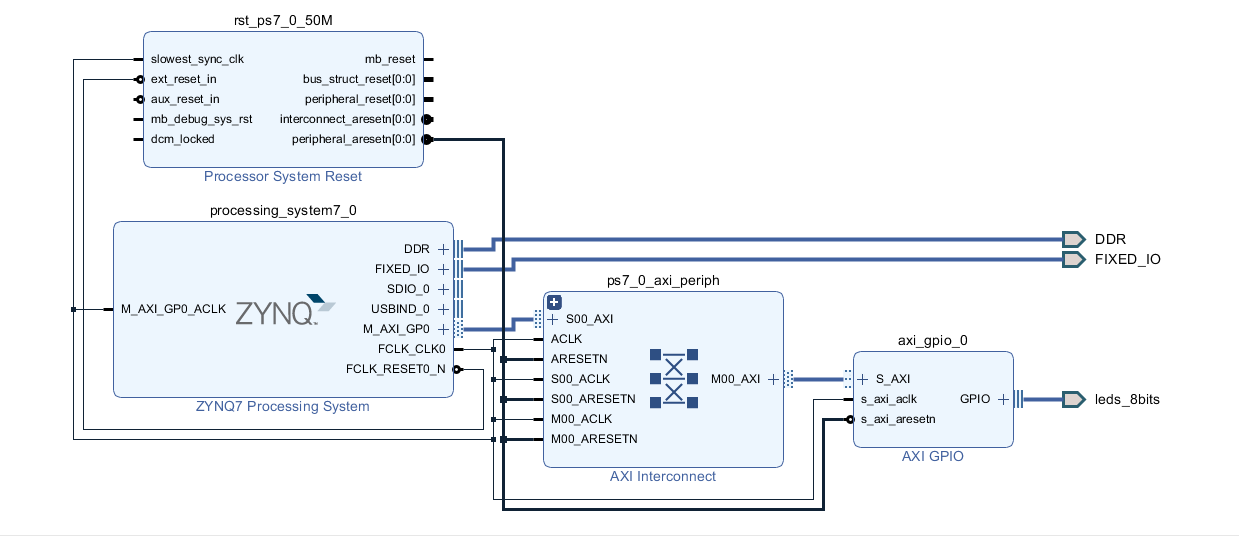 rst_ps7_0_50M
slowest_sync_clk
ext_reset_in
aux_reset_in
mb_debug_sys_rst
dcm_locked
mb_reset
bus_struct_reset[0:0]
peripheral_reset[0:0]
interconnect_aresetn[0:0]
peripheral_aresetn[0:0]
Processor System Reset
processing_system7_0
M_AXI_GP0_ACLK
ZYNQ
DDR
FIXED_IO
SDIO_0
USBIND_0
M_AXI_GP0
FCLK_CLK0
FCLK_RESET0_N
ZYNQ7 Processing System
ps7_0_axi_periph
S00_AXI
ACLK
ARESETN
S00_ACLK
S00_ARESETN
M00_ACLK
M00_ARESETN
M00_AXI
AXI Interconnect
axi_gpio_0
S_AXI
s_axi_aclk
s_axi_aresetn
GPIO
AXI GPIO
DDR
FIXED_IO
leds_8bits